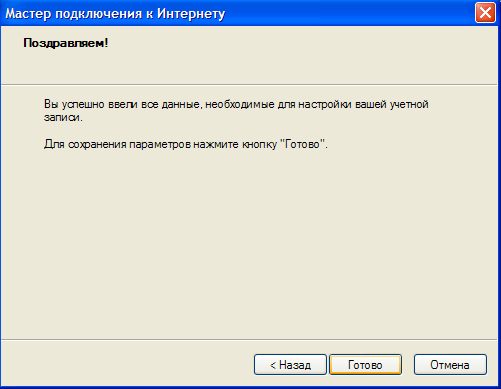 Мастер подключения к Интернету
Поздравляем!
Вы успешно ввели все данные, необходимые для настройки вашей учетной
записи.
Для сохранения параметров нажмите кнопку "Готово".
< Назад
Готово
Отмена